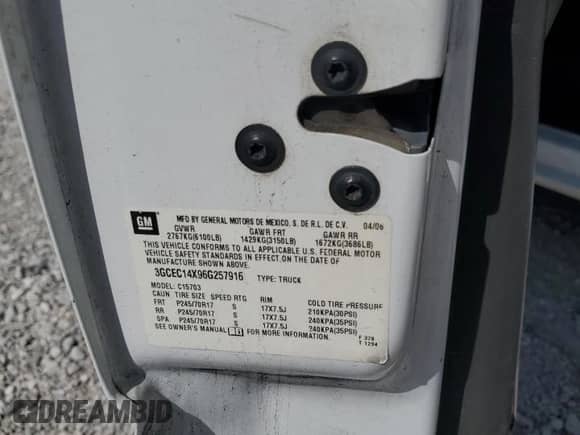 GM
MFD BY GENERAL MOTORS DE MEXICO, S. DE R.L. DE C.V. 04/06
GVWR GAWR FRT GAWR RR
2767KG(6100LB) 1429KG(3150LB) 1672KG(3686LB)
THIS VEHICLE CONFORMS TO ALL APPLICABLE U.S. FEDERAL MOTOR
VEHICLE SAFETY STANDARDS IN EFFECT ON THE DATE OF
MANUFACTURE SHOWN ABOVE.
3GCEC14X96G257916 TYPE: TRUCK
MODEL: C15703
CAUN TIRE SIZE SPEED RTG RIM COLD TIRE PRESSURE
FRT P245/70R17 S 17X7.5J 210KPA(30PSI)
RR P245/70R17 S 17X7.5J 240KPA(35PSI)
SPA P245/70R17 S 17X7.5J 240KPA(35PSI)
SEE OWNER'S MANUAL FOR MORE INFORMATION.
F 378
T 1294
DREAMBID